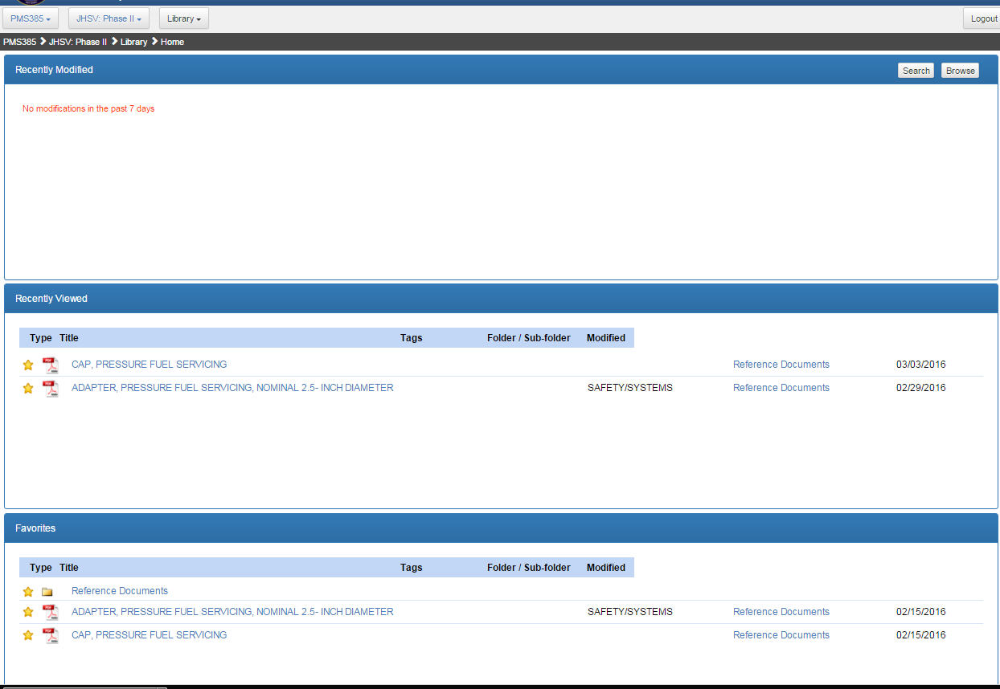 PMS385 JHSV: Phase II Library Logout
PMS385 JHSV: Phase II Library Home
Recently Modified Search Browse
No modifications in the past 7 days
Recently Viewed
Type Title Tags Folder / Sub-folder Modified
CAP, PRESSURE FUEL SERVICING Reference Documents 03/03/2016
ADAPTER, PRESSURE FUEL SERVICING, NOMINAL 2.5- INCH DIAMETER SAFETY/SYSTEMS Reference Documents 02/29/2016
Favorites
Type Title Tags Folder / Sub-folder Modified
Reference Documents
ADAPTER, PRESSURE FUEL SERVICING, NOMINAL 2.5- INCH DIAMETER SAFETY/SYSTEMS Reference Documents 02/15/2016
CAP, PRESSURE FUEL SERVICING Reference Documents 02/15/2016